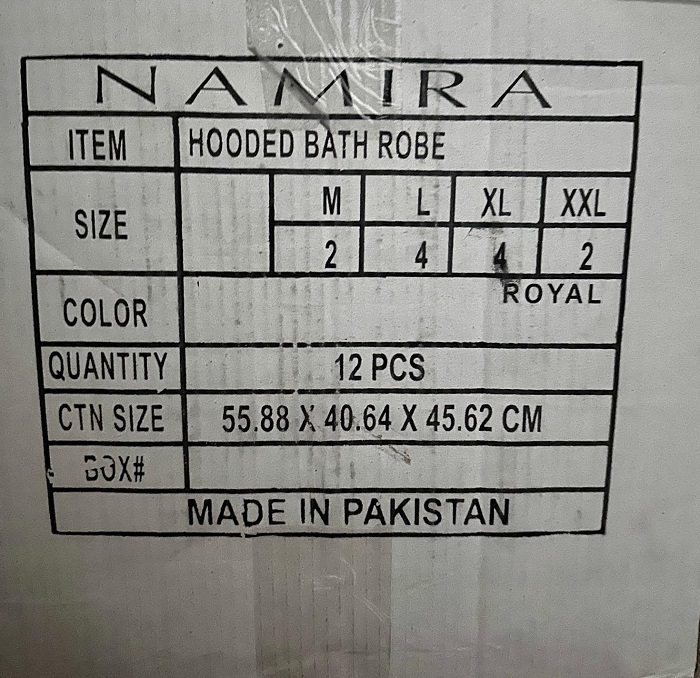 NAMIRA
ITEM HOODED BATH ROBE
SIZE M L XL XXL
2 4 4 2
COLOR ROYAL
QUANTITY 12 PCS
CTN SIZE 55.88 X 40.64 X 45.62 CM
BOX#
MADE IN PAKISTAN